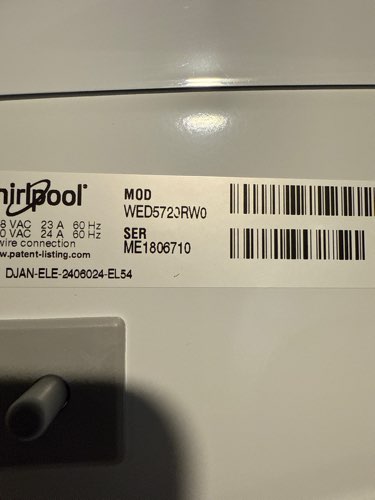 hirlpool
MOD
WED5720RW0
8 VAC 23 A 60 Hz
0 VAC 24 A 60 Hz
wire connection
SER
ME1806710
w.patent-listing.com
DJAN-ELE-2406024-EL54